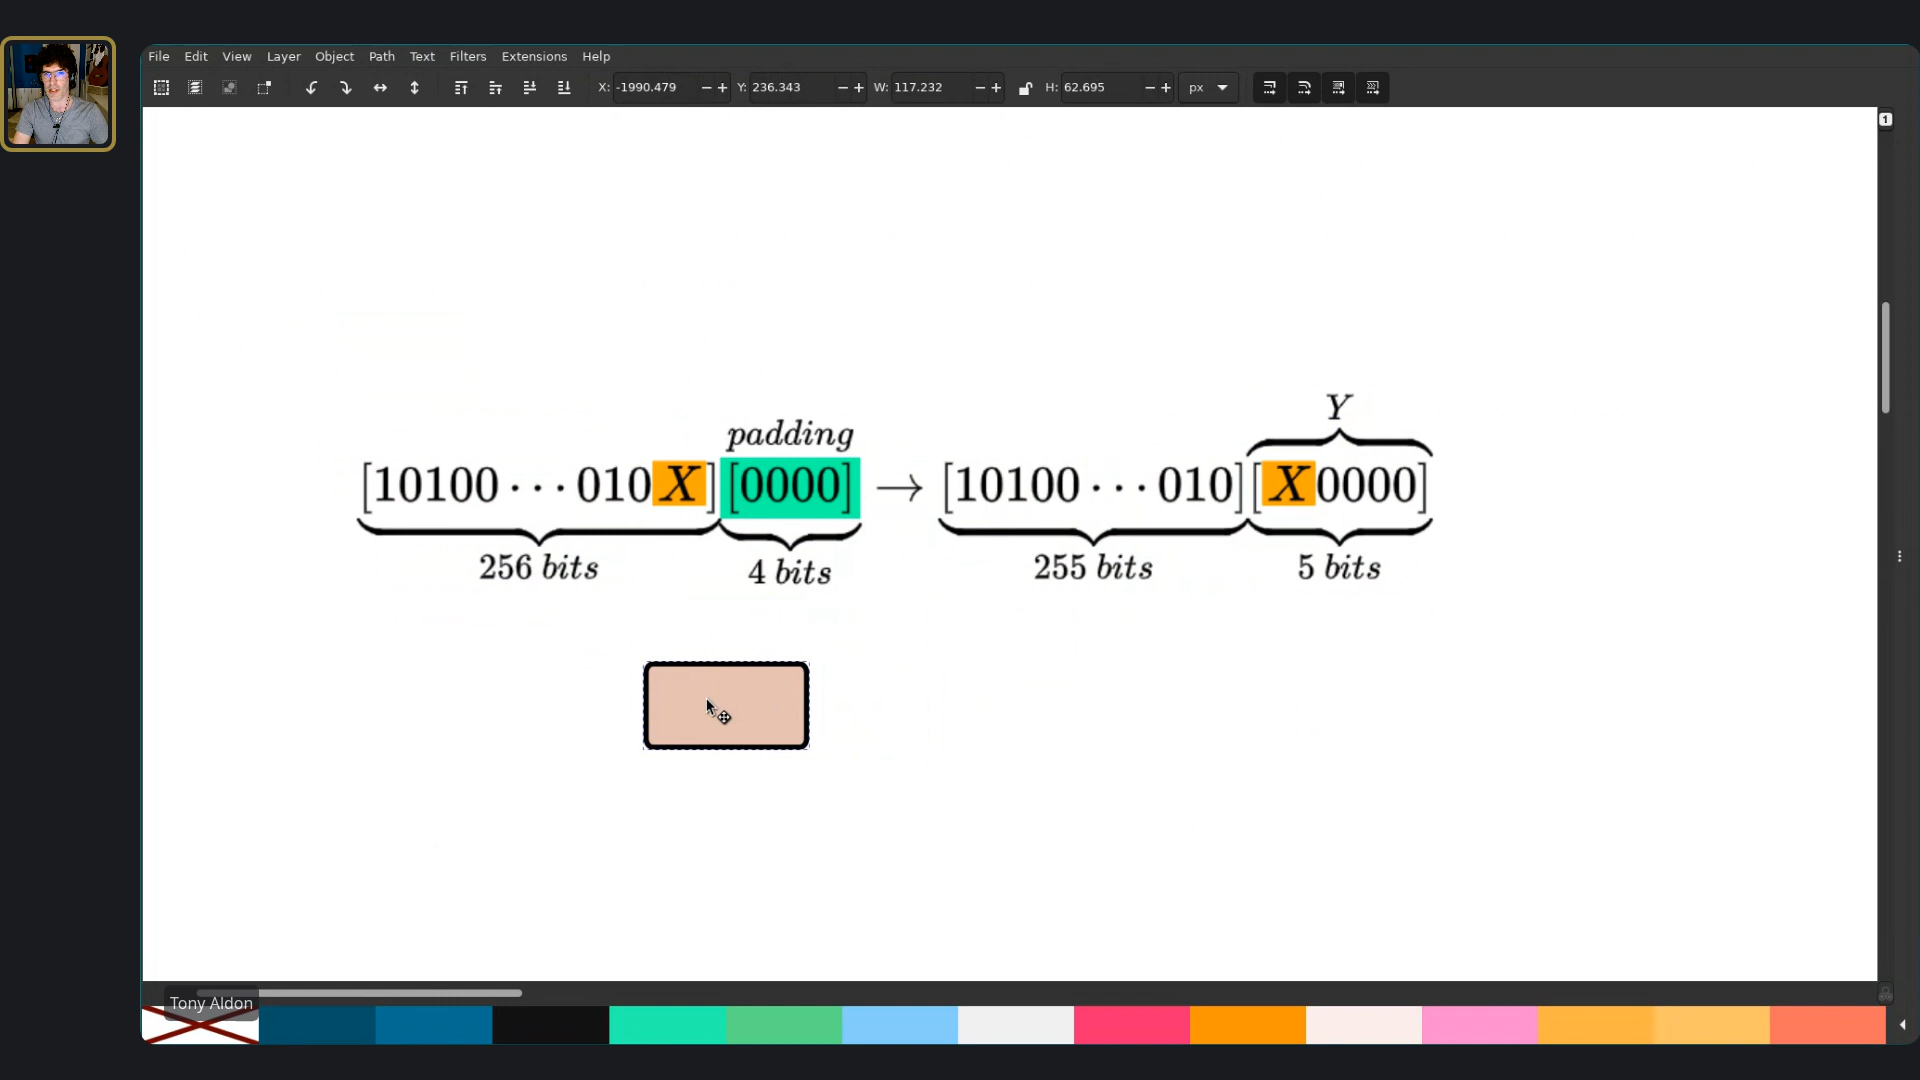 File Edit View Layer Object Path Text Filters Extensions Help
X: -1990.479 − + Y: 236.343 − + W: 117.232 − + H: 62.695 − + px
1
Y
padding
[10100 ··· 010X] [0000] → [10100 ··· 010] [X0000]
256 bits 4 bits 255 bits 5 bits
Tony Aldon